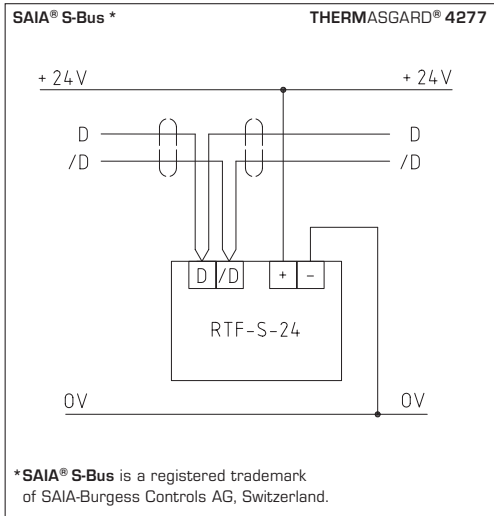 SAIA® S-Bus * THERMASGARD® 4277
+ 24V + 24V
D D
/D /D
D /D + -
RTF-S-24
0V 0V
*SAIA® S-Bus is a registered trademark
of SAIA-Burgess Controls AG, Switzerland.